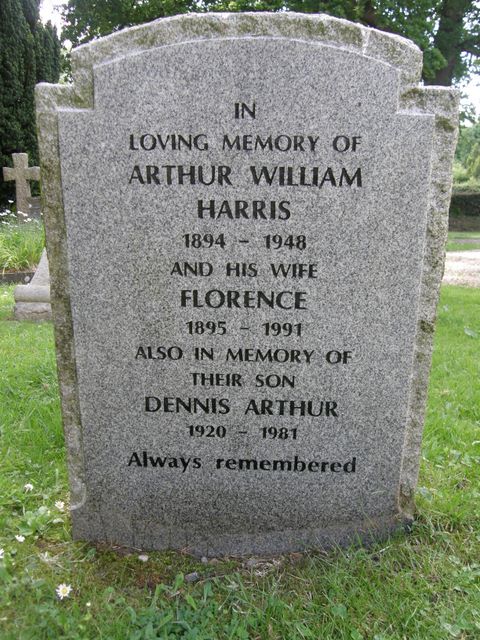 IN
LOVING MEMORY OF
ARTHUR WILLIAM
HARRIS
1894 - 1948
AND HIS WIFE
FLORENCE
1895 - 1991
ALSO IN MEMORY OF
THEIR SON
DENNIS ARTHUR
1920 - 1981
Always remembered